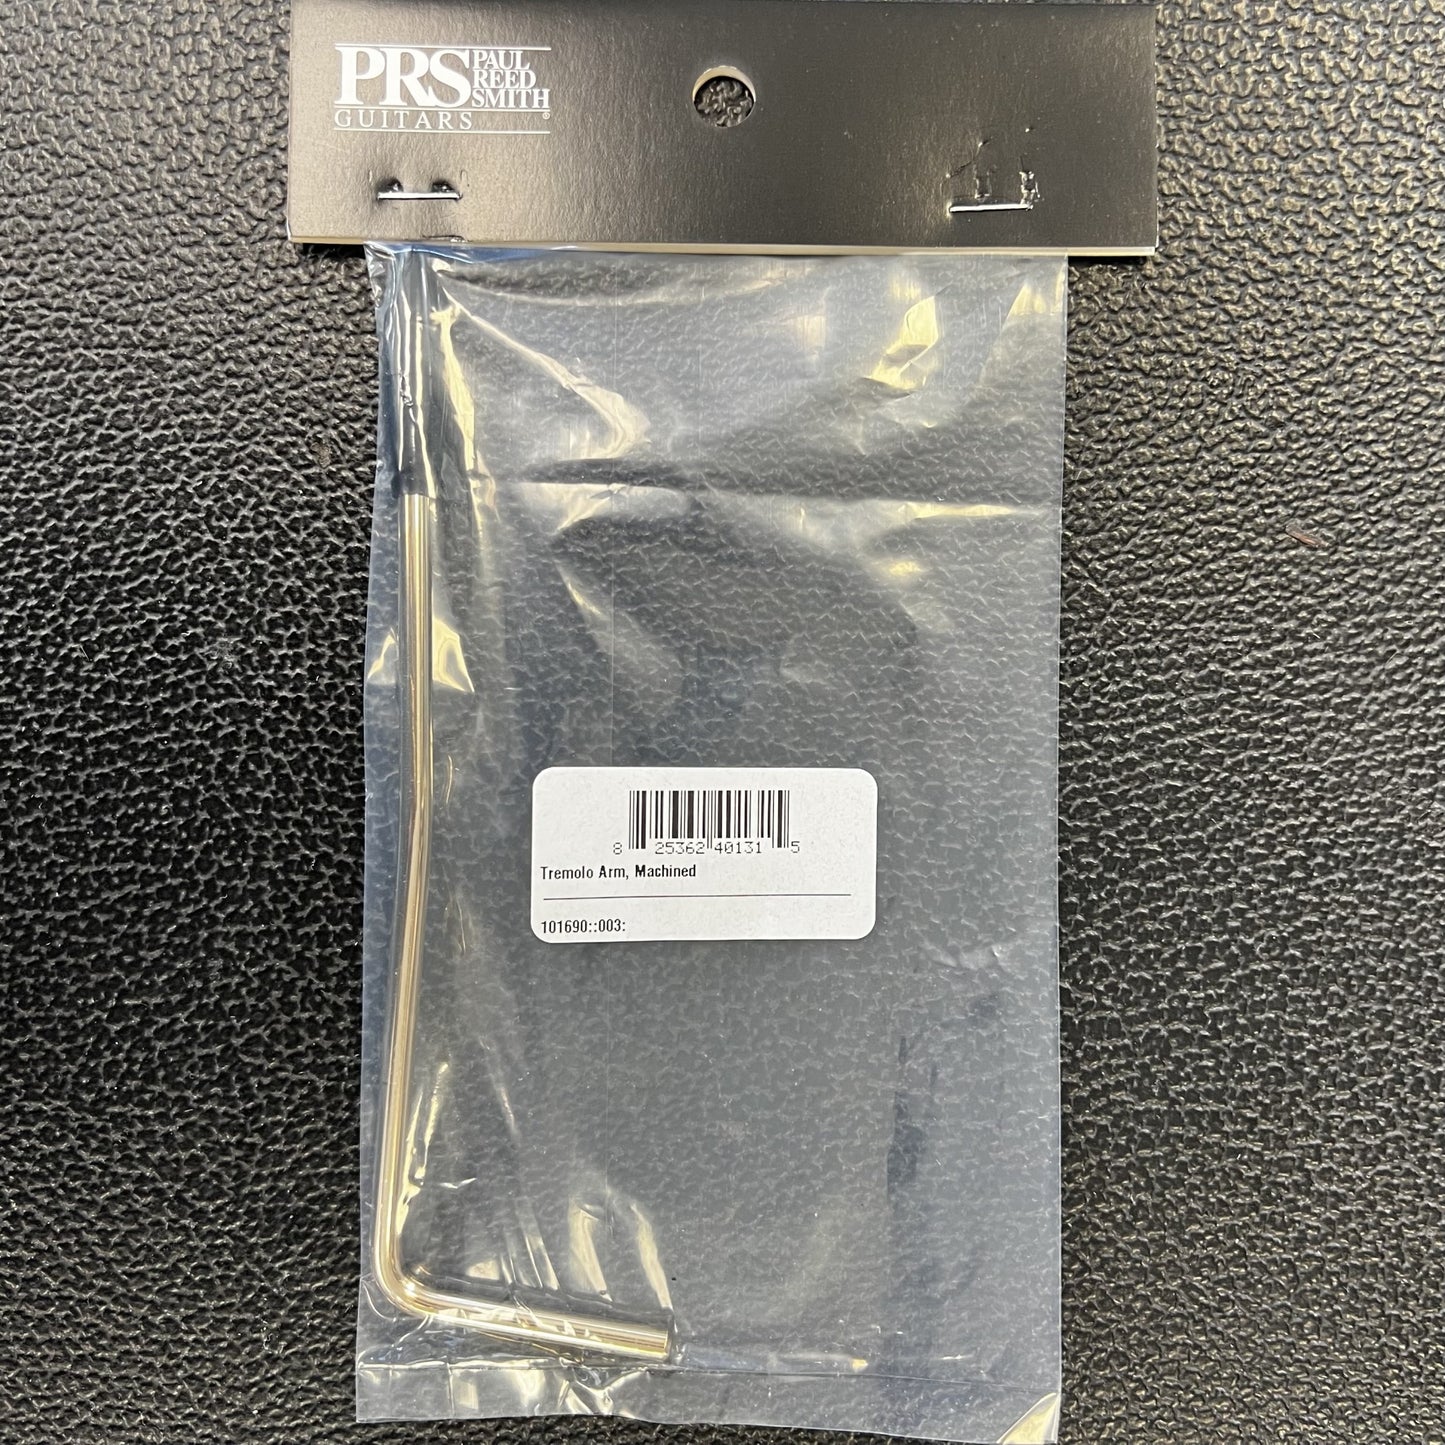 PRS PAUL
REED
SMITH®
GUITARS
8 25362 40131 5
Tremolo Arm, Machined
101690::003: